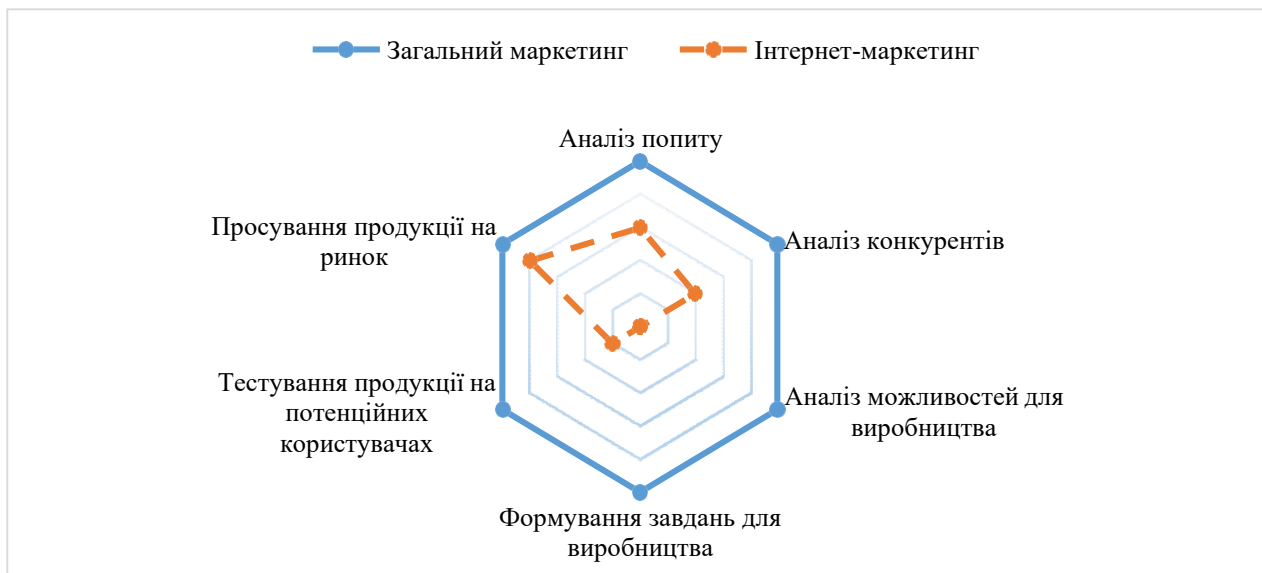 Загальний маркетинг
Інтернет-маркетинг
Аналіз попиту
Просування продукції на
ринок
Аналіз конкурентів
Тестування продукції на
потенційних
користувачах
Аналіз можливостей для
виробництва
Формування завдань для
виробництва